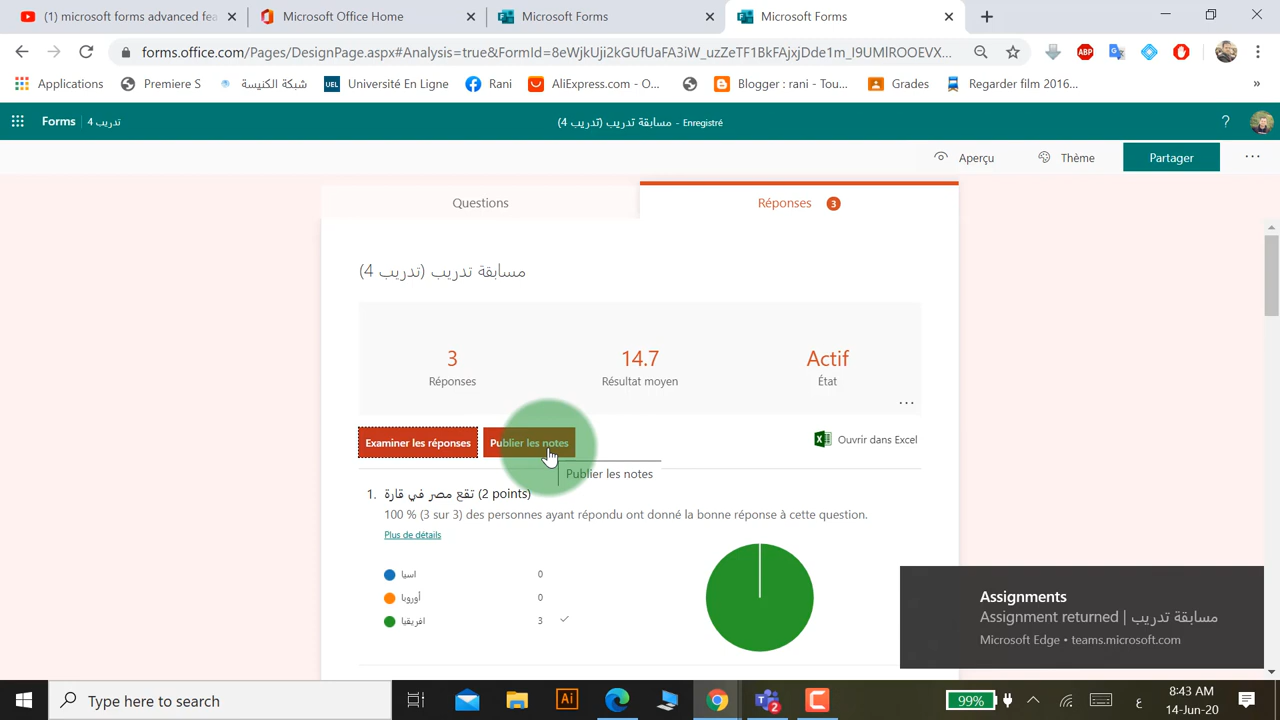 (1) microsoft advanced fea
Microsoft Office Home
Microsoft Forms
Microsoft Forms
forms.office.com/Pages/DesignPage.aspx#Analysis=true&FormId=8eWjkUji2kGUfUaFA3iW_uzZeTF1BkFAjxjDde1m_I9UMIROOEVX...
ABP
Applications
Premiere S
شبكة الكنيسة
Université En Ligne
Rani
AliExpress.com - O...
Blogger : rani - Tou...
Grades
Regarder film 2016...
»
Forms
تدريب 4
مسابقة تدريب (تدريب 4) - Enregistré
?
Aperçu
Thème
Partager
Questions
Réponses 3
مسابقة تدريب (تدريب 4)
3
14.7
Actif
Réponses
Résultat moyen
État
Examiner les réponses
Publier les notes
Ouvrir dans Excel
Publier les notes
1. تقع مصر في قارة (2 points)
100 % (3 sur 3) des personnes ayant répondu ont donné la bonne réponse à cette question.
Plus de détails
اسيا 0
أوروبا 0
افريقيا 3
Assignments
Assignment returned | مسابقة تدريب
Microsoft Edge • teams.microsoft.com
Type here to search
Ai
2
99%
ع
8:43 AM
14-Jun-20